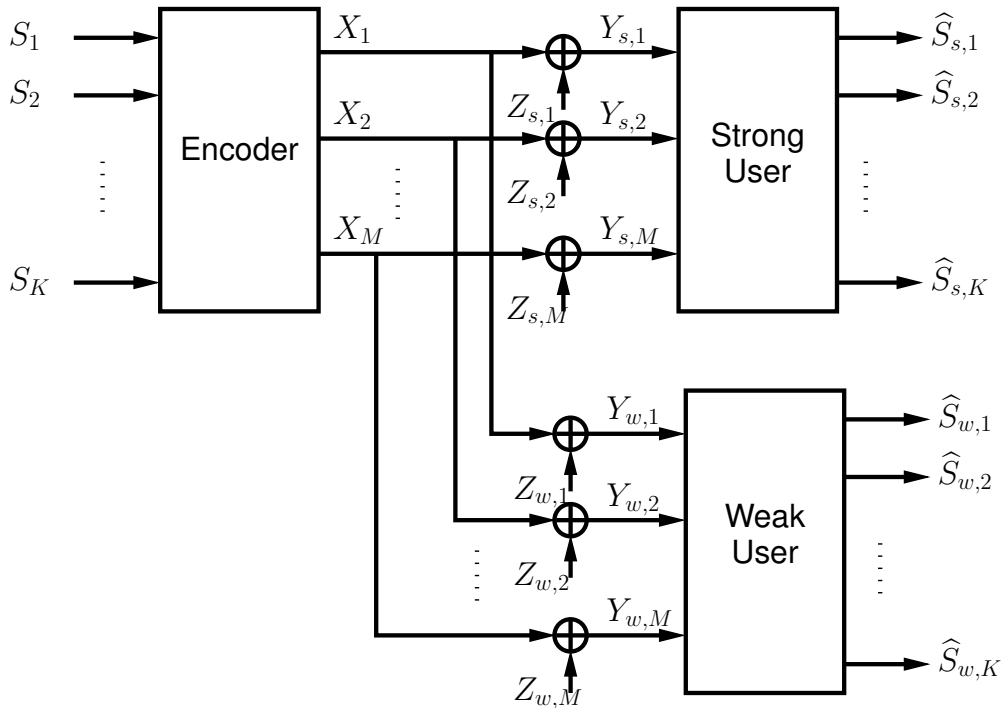 S_1
S_2
S_K
Encoder
X_1
X_2
X_M
Z_{s,1}
Z_{s,2}
Z_{s,M}
Y_{s,1}
Y_{s,2}
Y_{s,M}
Strong
User
\widehat{S}_{s,1}
\widehat{S}_{s,2}
\widehat{S}_{s,K}
Z_{w,1}
Z_{w,2}
Z_{w,M}
Y_{w,1}
Y_{w,2}
Y_{w,M}
Weak
User
\widehat{S}_{w,1}
\widehat{S}_{w,2}
\widehat{S}_{w,K}